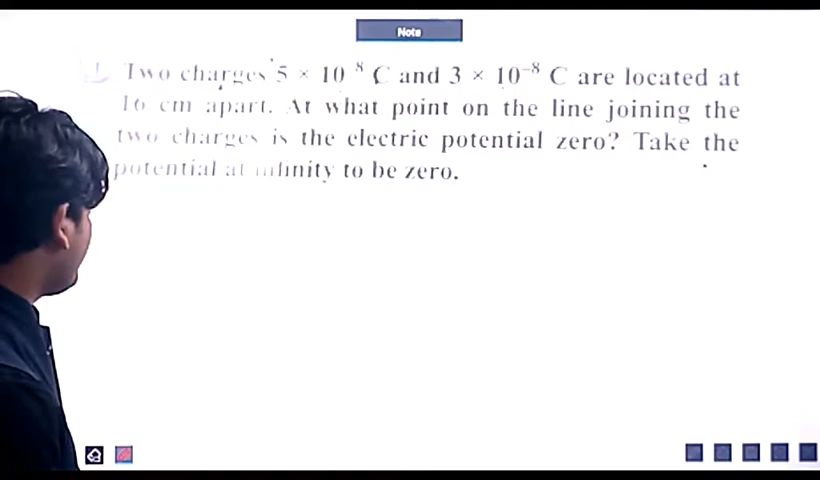 Note
1. Two charges 5 × 10⁻⁸ C and 3 × 10⁻⁸ C are located at
16 cm apart. At what point on the line joining the
two charges is the electric potential zero? Take the
potential at infinity to be zero.